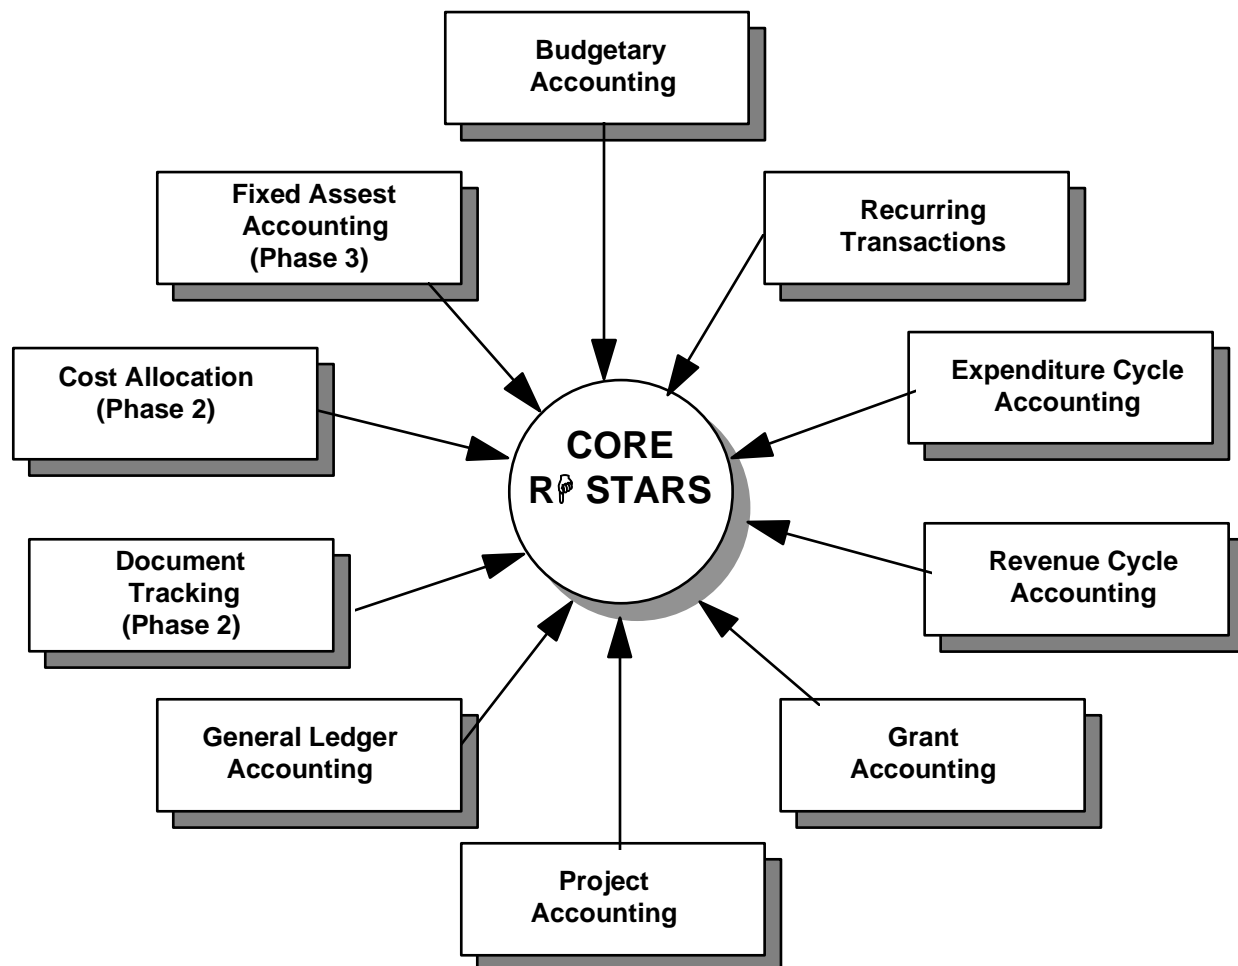 Budgetary
Accounting
Fixed Assest
Accounting
(Phase 3)
Recurring
Transactions
Cost Allocation
(Phase 2)
Expenditure Cycle
Accounting
CORE
R STARS
Document
Tracking
(Phase 2)
Revenue Cycle
Accounting
General Ledger
Accounting
Grant
Accounting
Project
Accounting